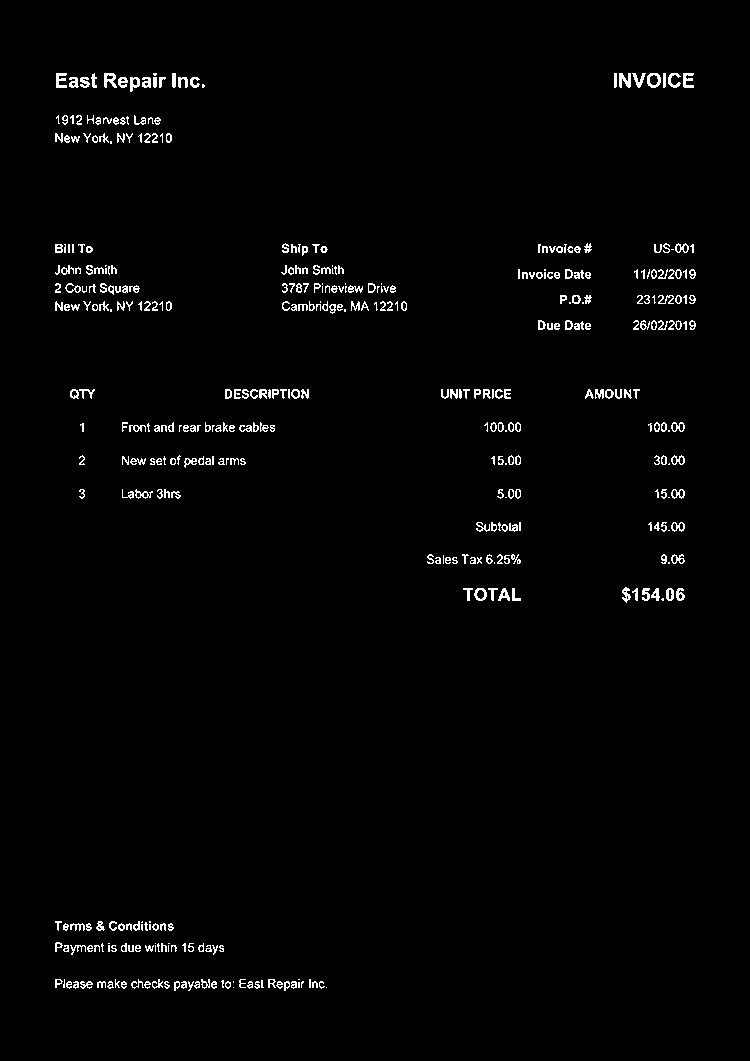 East Repair Inc. INVOICE
1912 Harvest Lane
New York, NY 12210
Bill To Ship To Invoice # US-001
John Smith John Smith Invoice Date 11/02/2019
2 Court Square 3787 Pineview Drive
New York, NY 12210 Cambridge, MA 12210 P.O.# 2312/2019
Due Date 26/02/2019
QTY DESCRIPTION UNIT PRICE AMOUNT
1 Front and rear brake cables 100.00 100.00
2 New set of pedal arms 15.00 30.00
3 Labor 3hrs 5.00 15.00
Subtotal 145.00
Sales Tax 6.25% 9.06
TOTAL $154.06
Terms & Conditions
Payment is due within 15 days
Please make checks payable to: East Repair Inc.